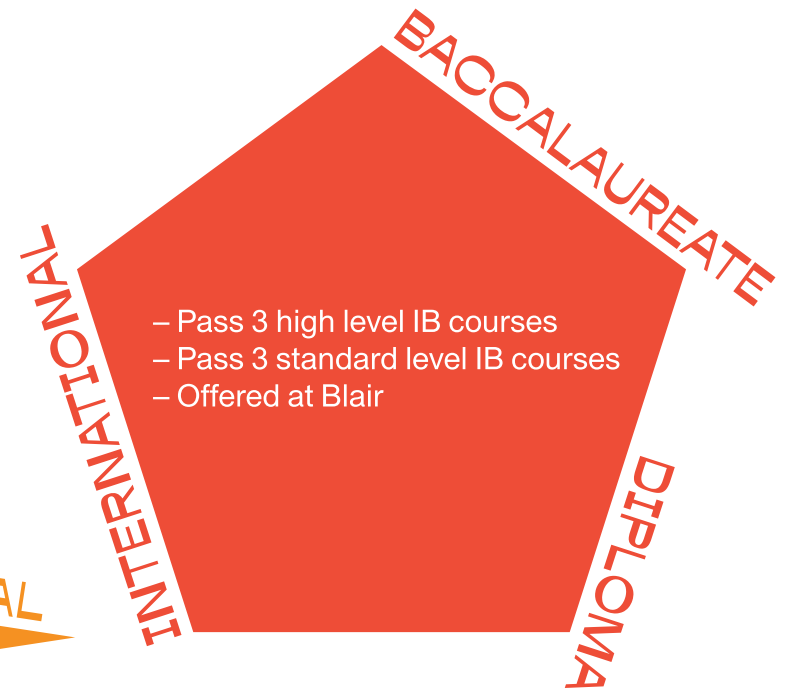 INTERNATIONAL
BACCALAUREATE
DIPLOMA
– Pass 3 high level IB courses
– Pass 3 standard level IB courses
– Offered at Blair